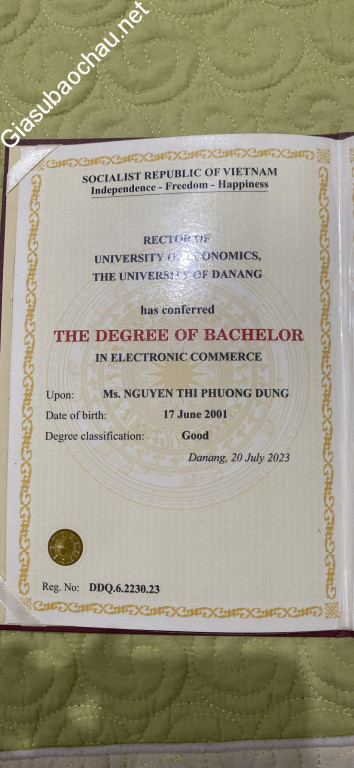 Giasubaochau.net
SOCIALIST REPUBLIC OF VIETNAM
Independence - Freedom - Happiness
RECTOR OF
UNIVERSITY OF ECONOMICS,
THE UNIVERSITY OF DANANG
has conferred
THE DEGREE OF BACHELOR
IN ELECTRONIC COMMERCE
Upon: Ms. NGUYEN THI PHUONG DUNG
Date of birth: 17 June 2001
Degree classification: Good
Danang, 20 July 2023
Reg. No: DDQ.6.2230.23